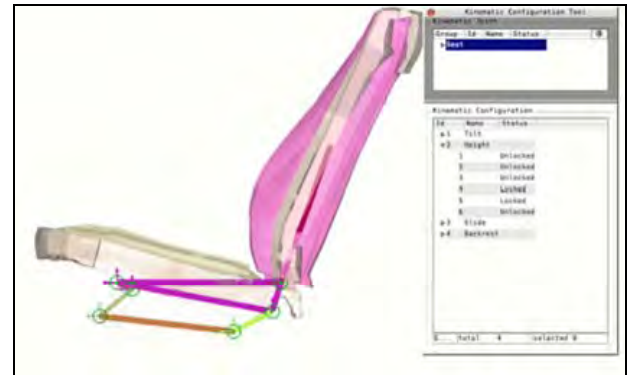 Kinematic Configuration Tool
Kinematic Joint
Group Id Name Status
Seat
Kinematic Configuration
Id Name Status
1 Tilt
2 Height
1 Unlocked
2 Unlocked
3 Unlocked
4 Locked
5 Locked
6 Unlocked
3 Slide
4 Backrest
total 4 selected 0